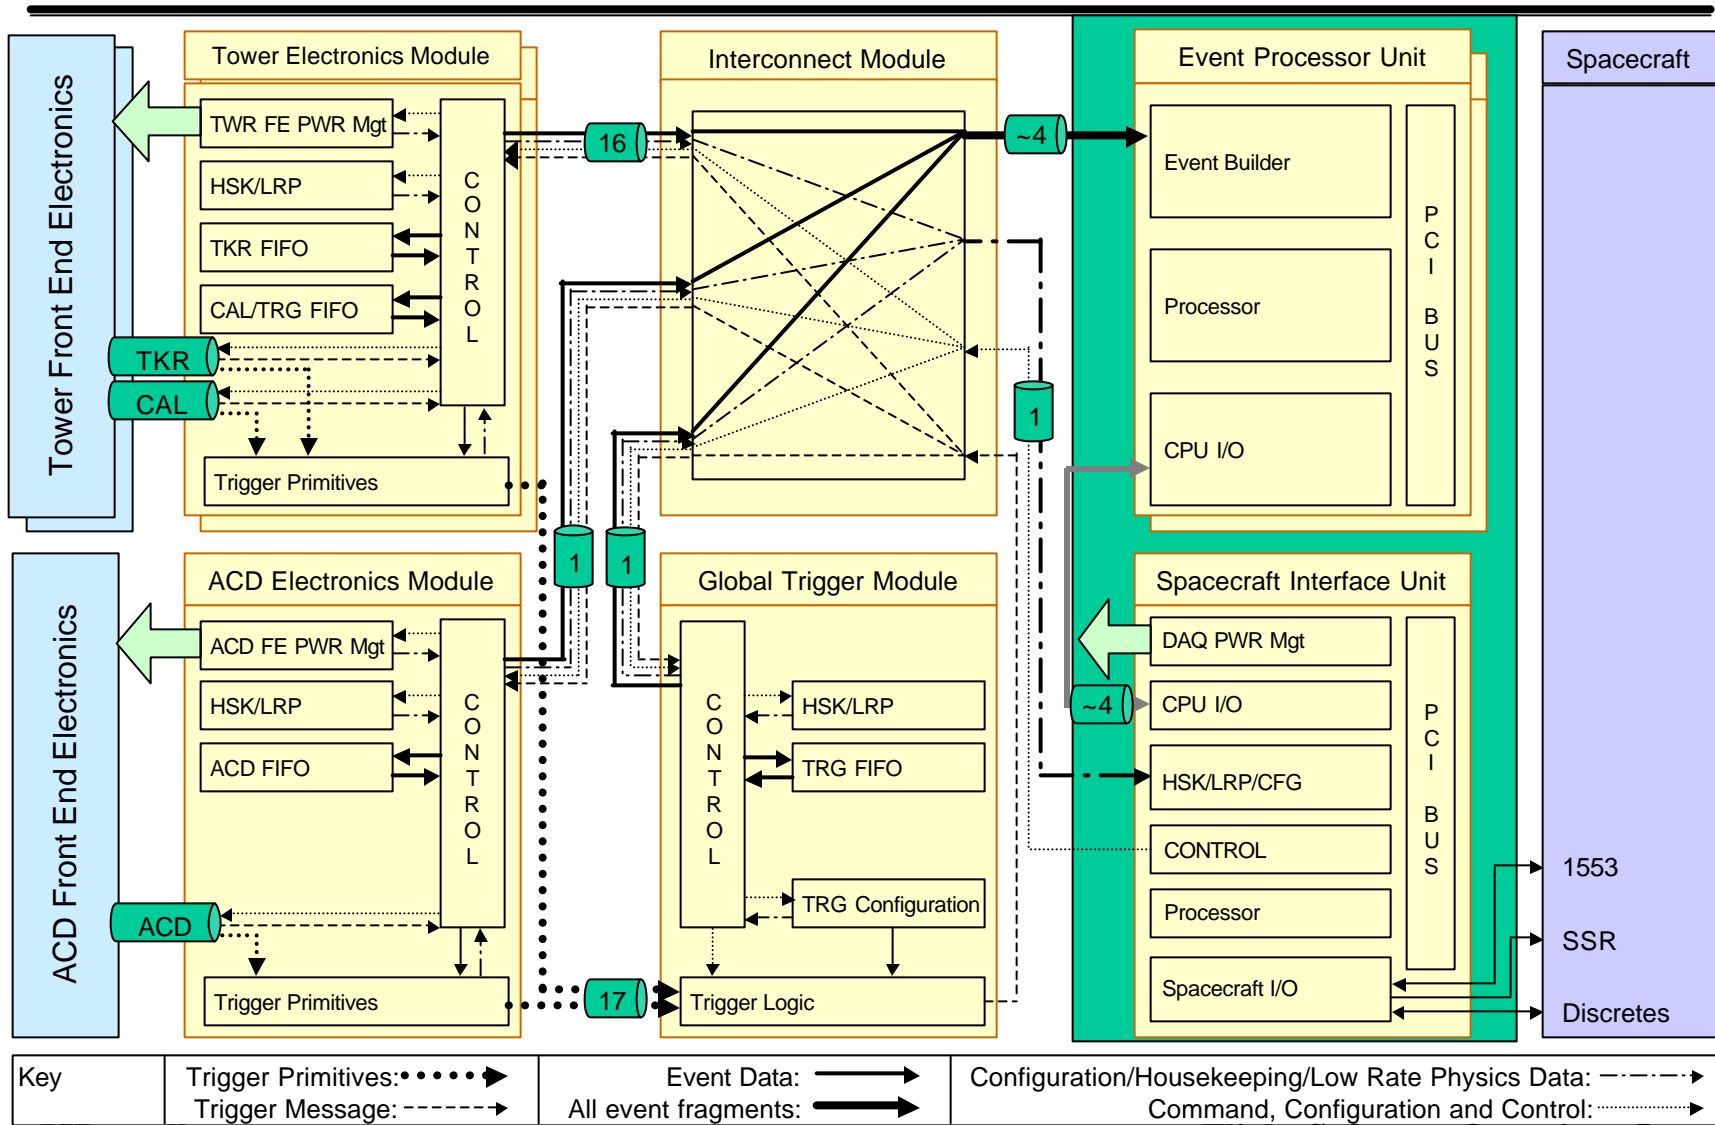 Tower Front End Electronics
Tower Electronics Module
TWR FE PWR Mgt
HSK/LRP
TKR FIFO
CAL/TRG FIFO
CONTROL
TKR
CAL
Trigger Primitives
16
Interconnect Module
~4
1
Event Processor Unit
Event Builder
Processor
CPU I/O
PCI BUS
Spacecraft
ACD Front End Electronics
ACD Electronics Module
ACD FE PWR Mgt
HSK/LRP
ACD FIFO
CONTROL
ACD
Trigger Primitives
1
1
17
Global Trigger Module
CONTROL
HSK/LRP
TRG FIFO
TRG Configuration
Trigger Logic
Spacecraft Interface Unit
DAQ PWR Mgt
~4
CPU I/O
HSK/LRP/CFG
CONTROL
Processor
Spacecraft I/O
PCI BUS
1553
SSR
Discretes
Key
Trigger Primitives:
Trigger Message:
Event Data:
All event fragments:
Configuration/Housekeeping/Low Rate Physics Data:
Command, Configuration and Control: